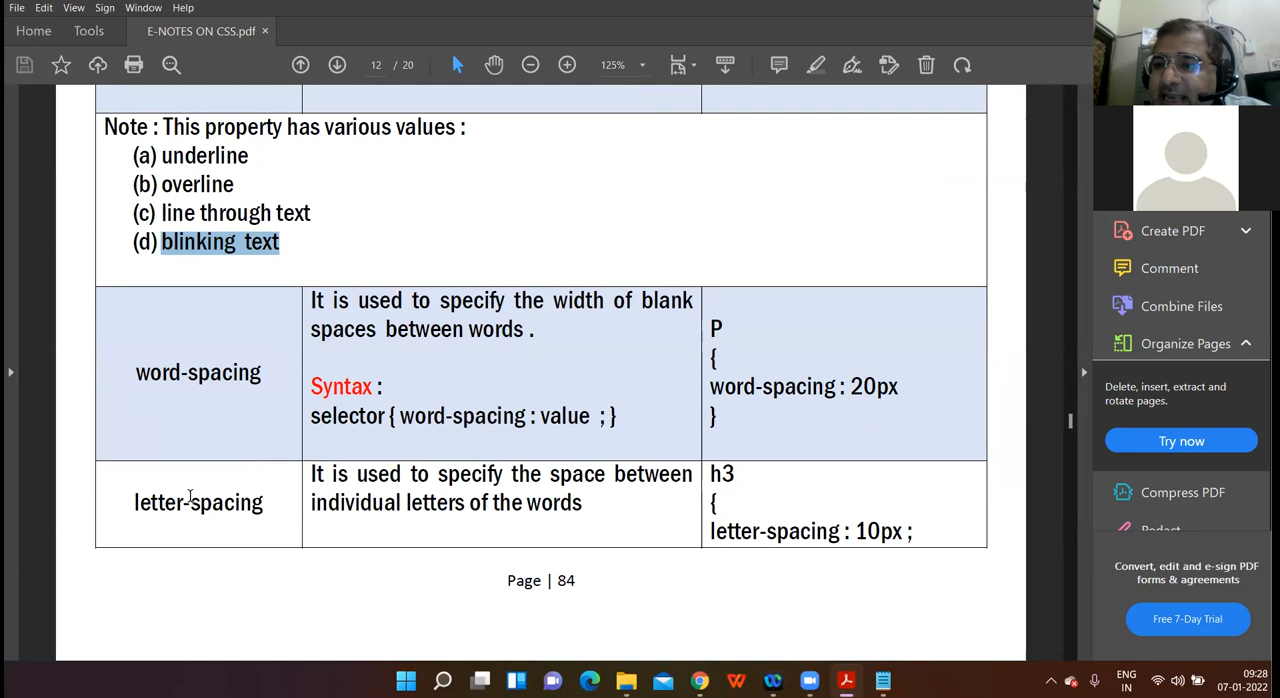 File Edit View Sign Window Help
Home Tools E-NOTES ON CSS.pdf ×
12 / 20 125%
Note : This property has various values :
(a) underline
(b) overline
(c) line through text
(d) blinking text
word-spacing
It is used to specify the width of blank
spaces between words .
Syntax :
selector { word-spacing : value ; }
P
{
word-spacing : 20px
}
letter-spacing
It is used to specify the space between
individual letters of the words
h3
{
letter-spacing : 10px ;
Page | 84
Create PDF
Comment
Combine Files
Organize Pages
Delete, insert, extract and
rotate pages.
Try now
Compress PDF
Redact
Convert, edit and e-sign PDF
forms & agreements
Free 7-Day Trial
ENG
IN
09:28
07-01-2022